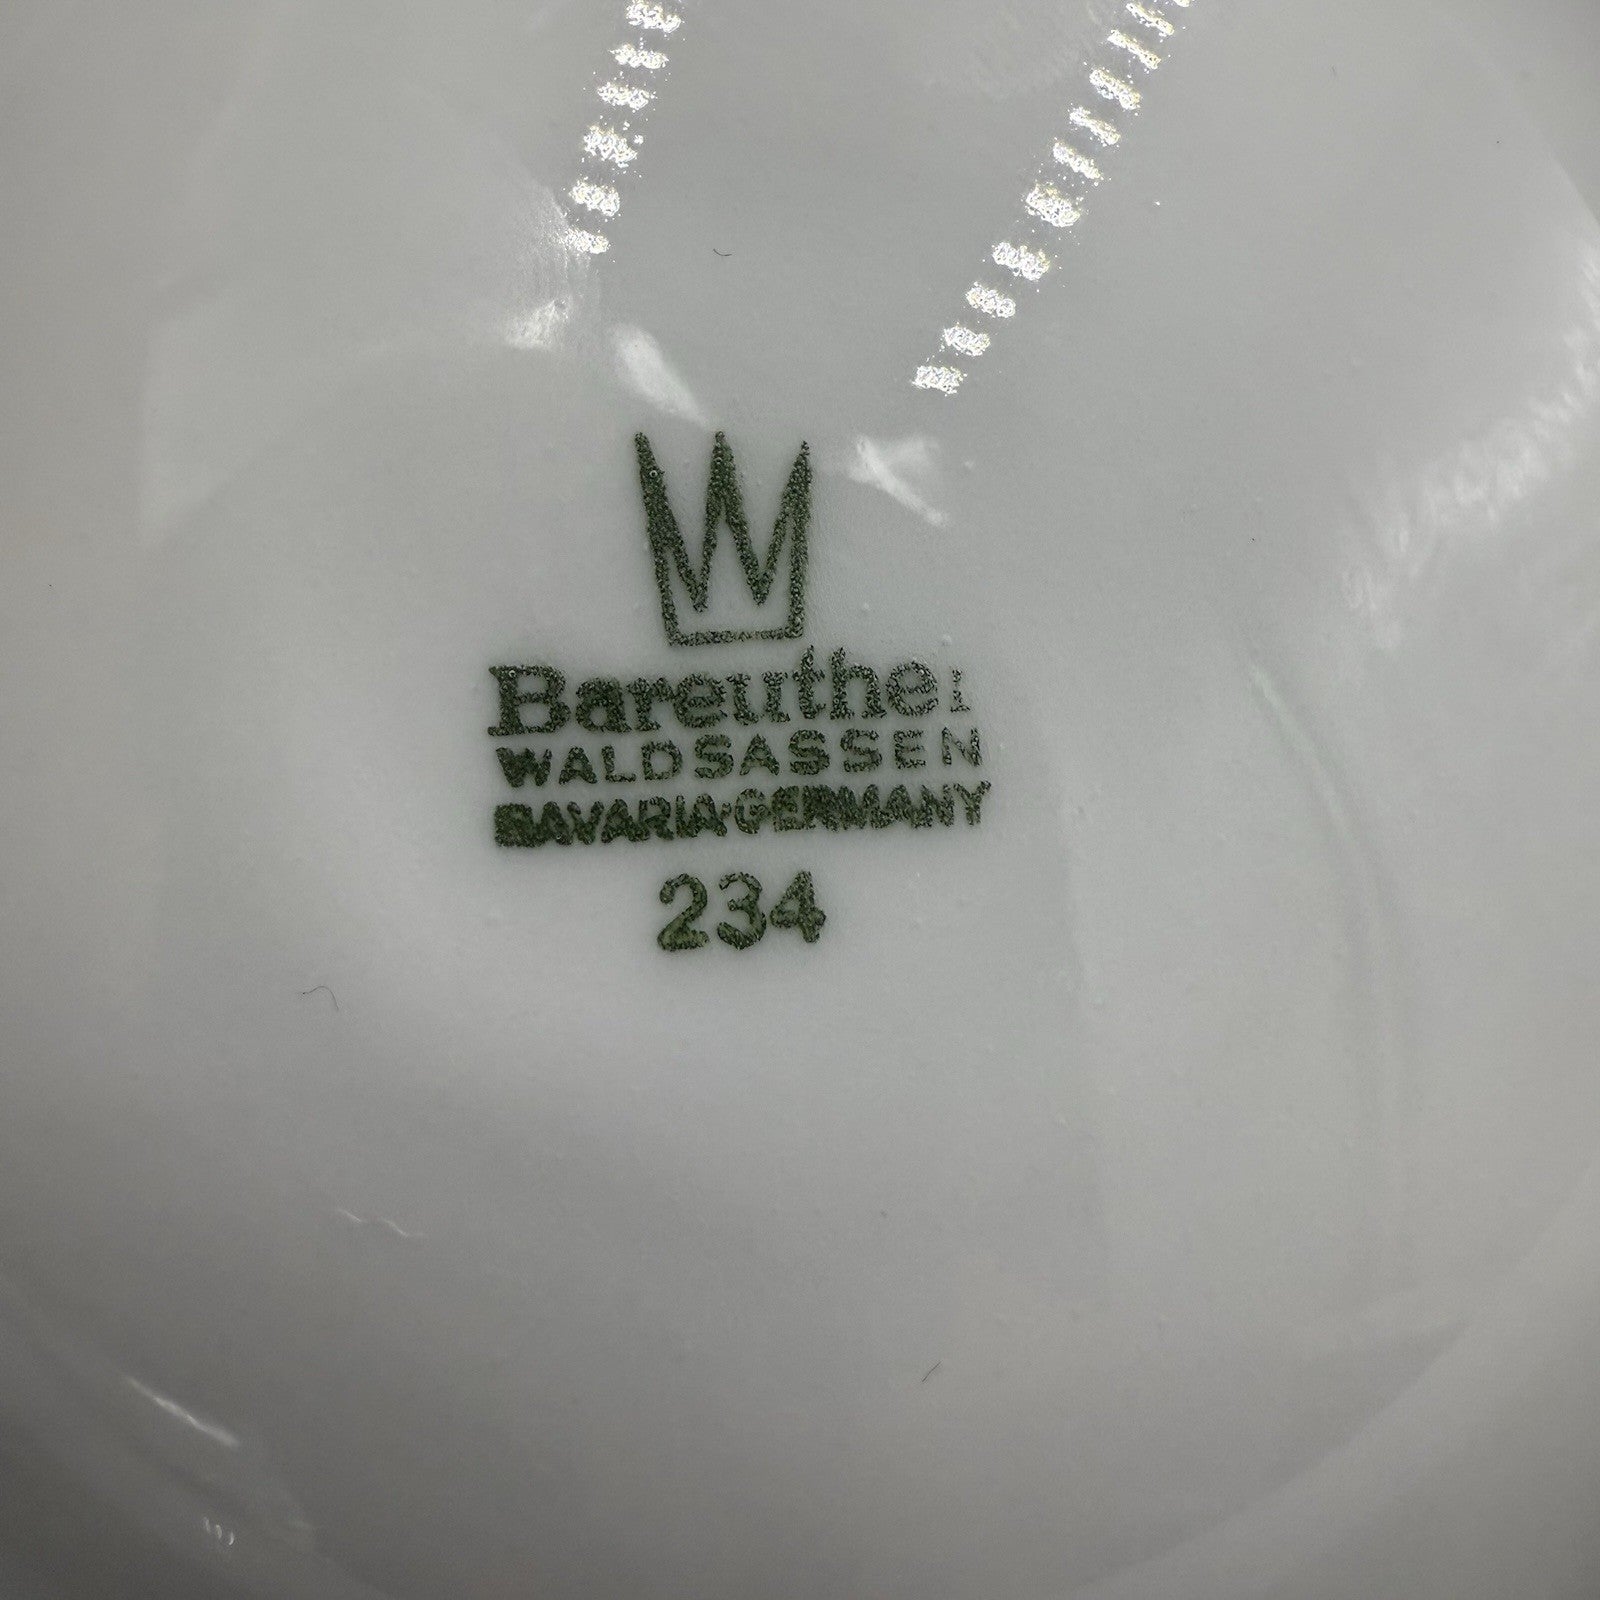 Bareuther
WALDSASSEN
BAVARIA·GERMANY
234